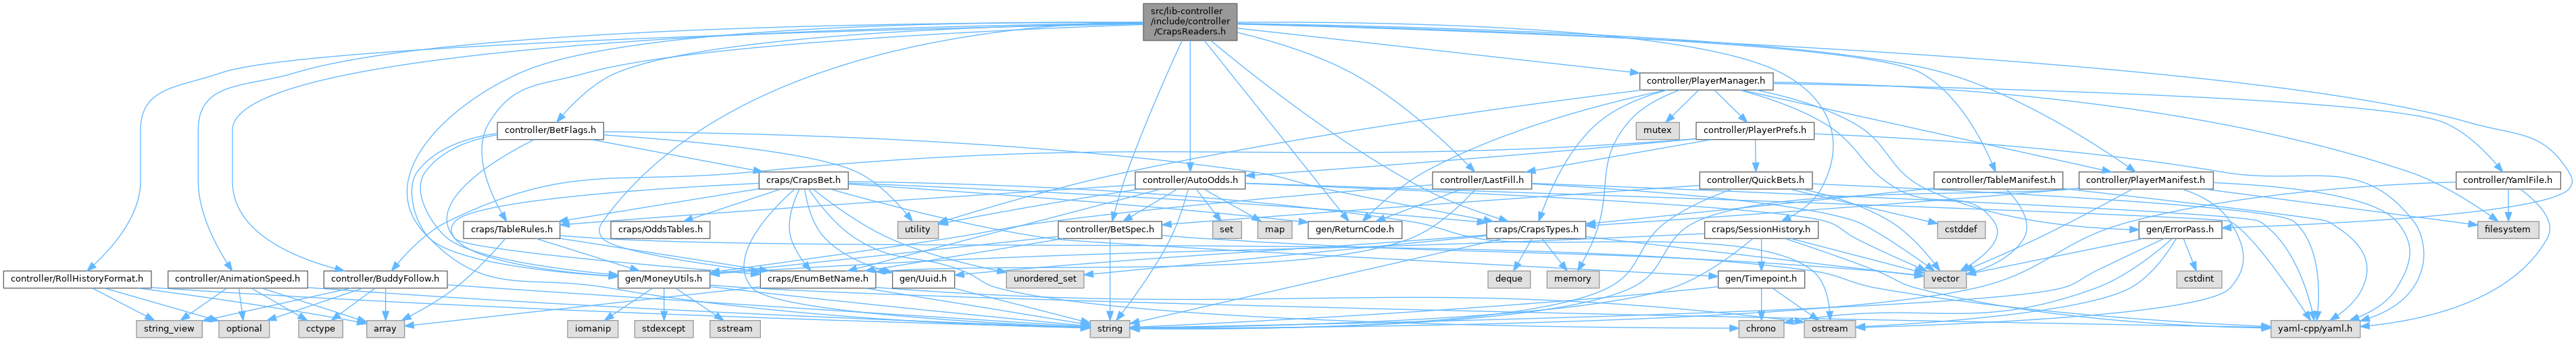 src/lib-controller
/include/controller
/CrapsReaders.h
controller/PlayerManager.h
controller/BetFlags.h
mutex
controller/PlayerPrefs.h
craps/CrapsBet.h
controller/AutoOdds.h
controller/LastFill.h
controller/QuickBets.h
controller/TableManifest.h
controller/PlayerManifest.h
controller/YamlFile.h
craps/TableRules.h
craps/OddsTables.h
utility
controller/BetSpec.h
set
map
gen/ReturnCode.h
craps/CrapsTypes.h
craps/SessionHistory.h
cstddef
gen/ErrorPass.h
filesystem
controller/RollHistoryFormat.h
controller/AnimationSpeed.h
controller/BuddyFollow.h
gen/MoneyUtils.h
craps/EnumBetName.h
gen/Uuid.h
unordered_set
deque
memory
gen/Timepoint.h
vector
cstdint
string_view
optional
cctype
array
iomanip
stdexcept
sstream
string
chrono
ostream
yaml-cpp/yaml.h